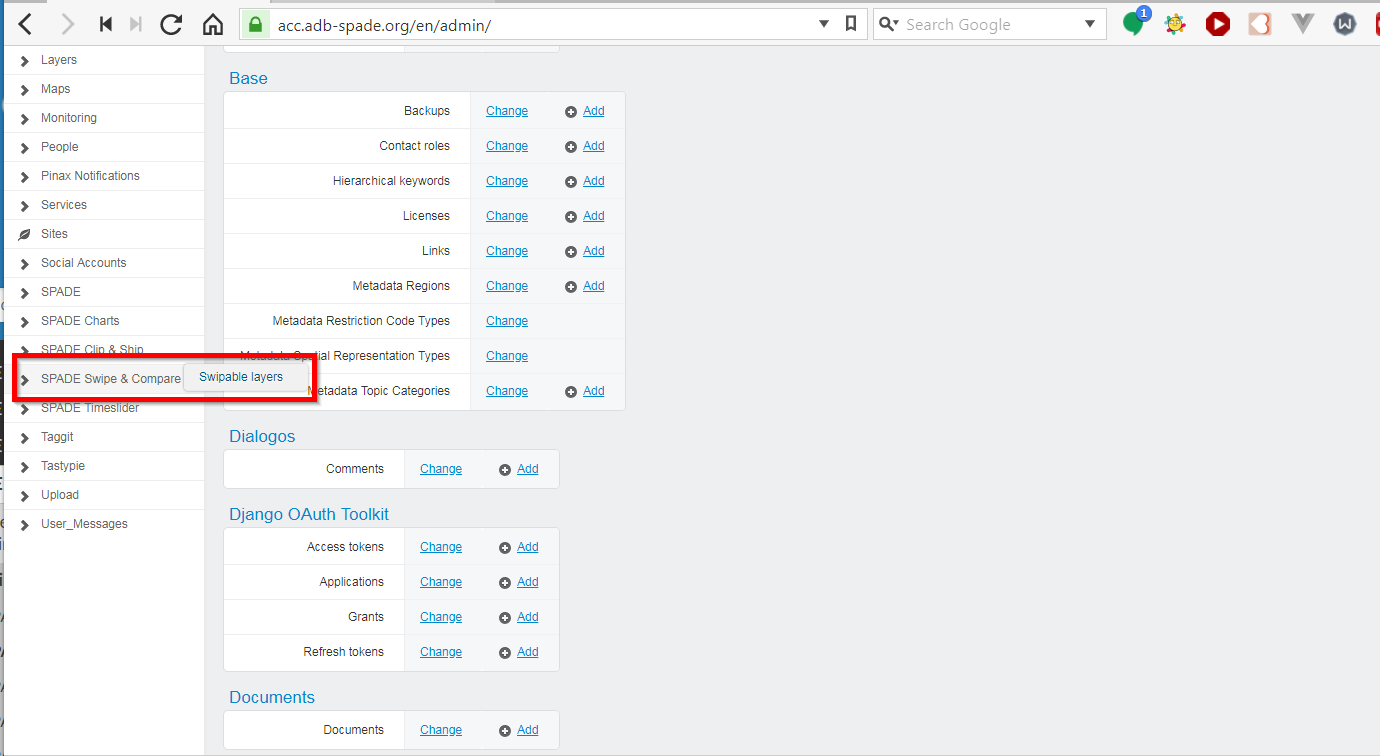 acc.adb-spade.org/en/admin/
Search Google
1
Layers
Maps
Monitoring
People
Pinax Notifications
Services
Sites
Social Accounts
SPADE
SPADE Charts
SPADE Clip & Ship
SPADE Swipe & Compare
Swipable layers
SPADE Timeslider
Taggit
Tastypie
Upload
User_Messages
Base
Backups Change Add
Contact roles Change Add
Hierarchical keywords Change Add
Licenses Change Add
Links Change Add
Metadata Regions Change Add
Metadata Restriction Code Types Change
Metadata Spatial Representation Types Change
Metadata Topic Categories Change Add
Dialogos
Comments Change Add
Django OAuth Toolkit
Access tokens Change Add
Applications Change Add
Grants Change Add
Refresh tokens Change Add
Documents
Documents Change Add